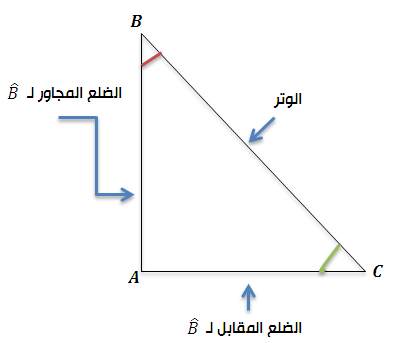 B
الضلع المجاور لـ B̂
الوتر
A
C
الضلع المقابل لـ B̂